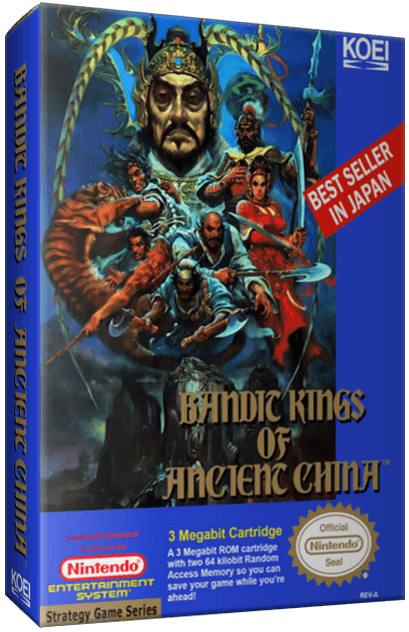 KOEI
BEST SELLER
IN JAPAN
BANDIT KINGS
OF
ANCIENT CHINA™
3 Megabit Cartridge
A 3 Megabit ROM cartridge
with two 64 kilobit Random
Access Memory so you can
save your game while you're
ahead!
Official
Nintendo
Seal
REV-A
Licensed by Nintendo®
for Play on the
Nintendo
ENTERTAINMENT
SYSTEM®
Strategy Game Series
BANDIT KINGS OF ANCIENT CHINA™
KOEI